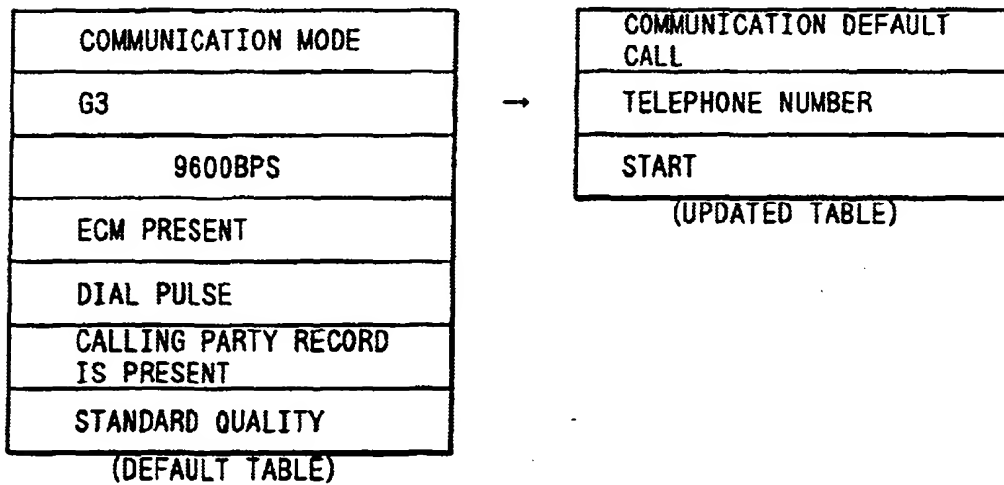 COMMUNICATION MODE
G3
9600BPS
ECM PRESENT
DIAL PULSE
CALLING PARTY RECORD
IS PRESENT
STANDARD QUALITY
(DEFAULT TABLE)
→
COMMUNICATION DEFAULT
CALL
TELEPHONE NUMBER
START
(UPDATED TABLE)